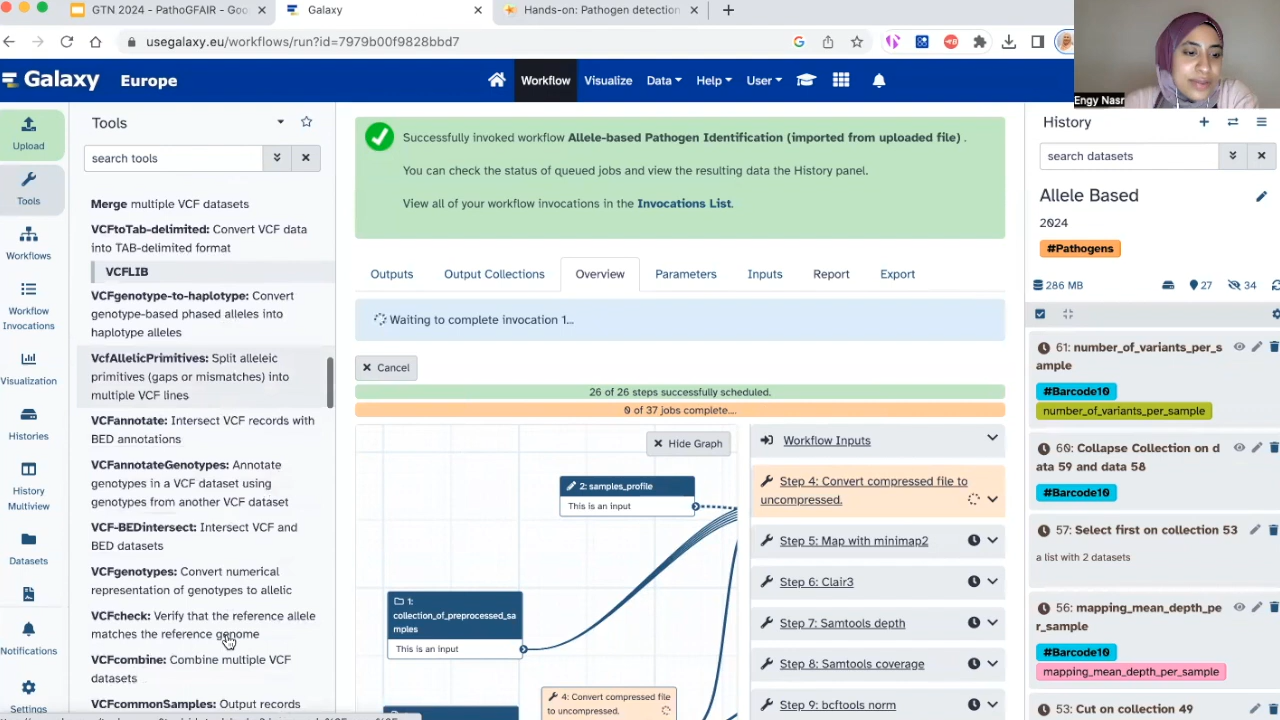 GTN 2024 - PathoGFAIR - Goo
Galaxy
Hands-on: Pathogen detection
usegalaxy.eu/workflows/run?id=7979b00f9828bbd7
Galaxy Europe
Workflow Visualize Data Help User
Engy Nasr
Upload
Tools
Workflows
Workflow
Invocations
Visualization
Histories
History
Multiview
Datasets
Notifications
Settings
Tools
search tools
Merge multiple VCF datasets
VCFtoTab-delimited: Convert VCF data
into TAB-delimited format
VCFLIB
VCFgenotype-to-haplotype: Convert
genotype-based phased alleles into
haplotype alleles
VcfAllelicPrimitives: Split alleleic
primitives (gaps or mismatches) into
multiple VCF lines
VCFannotate: Intersect VCF records with
BED annotations
VCFannotateGenotypes: Annotate
genotypes in a VCF dataset using
genotypes from another VCF dataset
VCF-BEDintersect: Intersect VCF and
BED datasets
VCFgenotypes: Convert numerical
representation of genotypes to allelic
VCFcheck: Verify that the reference allele
matches the reference genome
VCFcombine: Combine multiple VCF
datasets
VCFcommonSamples: Output records
Successfully invoked workflow Allele-based Pathogen Identification (imported from uploaded file) .
You can check the status of queued jobs and view the resulting data the History panel.
View all of your workflow invocations in the Invocations List.
Outputs Output Collections Overview Parameters Inputs Report Export
Waiting to complete invocation 1...
Cancel
26 of 26 steps successfully scheduled.
0 of 37 jobs complete....
Hide Graph
2: samples_profile
This is an input
1:
collection_of_preprocessed_sa
mples
This is an input
4: Convert compressed file
to uncompressed.
Workflow Inputs
Step 4: Convert compressed file to
uncompressed.
Step 5: Map with minimap2
Step 6: Clair3
Step 7: Samtools depth
Step 8: Samtools coverage
Step 9: bcftools norm
History
search datasets
Allele Based
2024
#Pathogens
286 MB 27 34
61: number_of_variants_per_s
ample
#Barcode10
number_of_variants_per_sample
60: Collapse Collection on d
ata 59 and data 58
#Barcode10
57: Select first on collection 53
a list with 2 datasets
56: mapping_mean_depth_pe
r_sample
#Barcode10
mapping_mean_depth_per_sample
53: Cut on collection 49